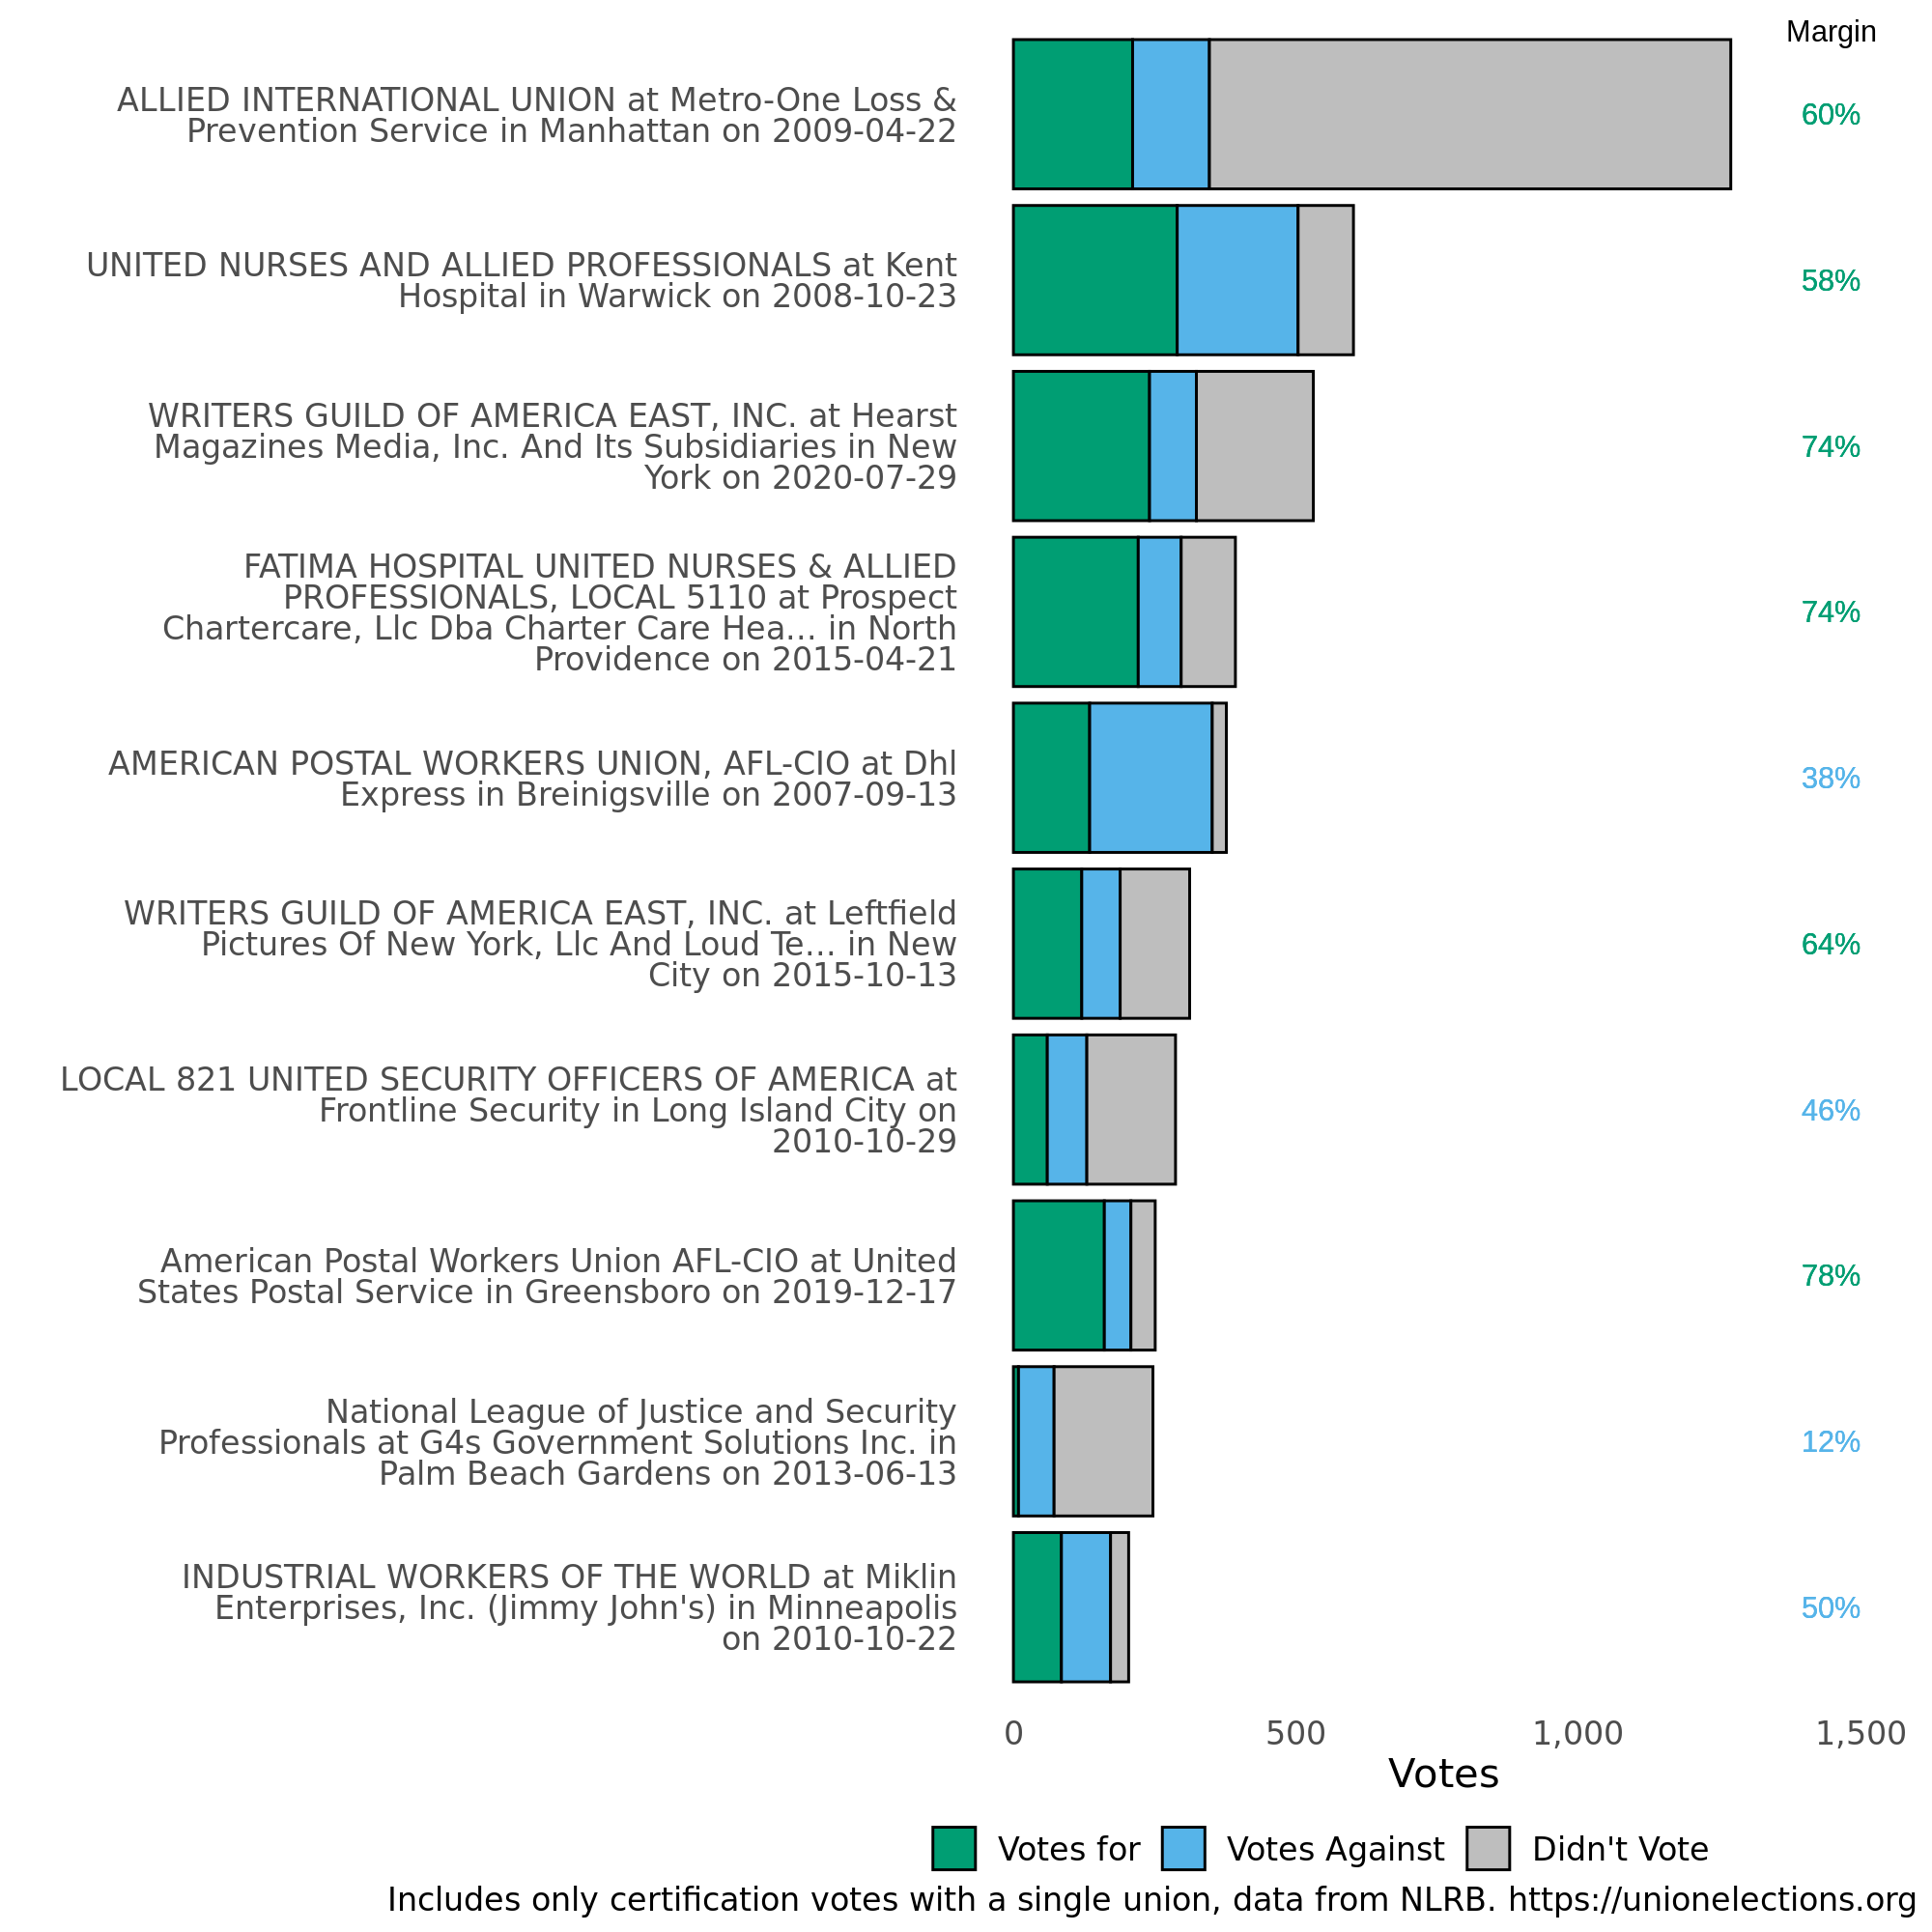 Margin
ALLIED INTERNATIONAL UNION at Metro-One Loss &
Prevention Service in Manhattan on 2009-04-22
60%
UNITED NURSES AND ALLIED PROFESSIONALS at Kent
Hospital in Warwick on 2008-10-23
58%
WRITERS GUILD OF AMERICA EAST, INC. at Hearst
Magazines Media, Inc. And Its Subsidiaries in New
York on 2020-07-29
74%
FATIMA HOSPITAL UNITED NURSES & ALLIED
PROFESSIONALS, LOCAL 5110 at Prospect
Chartercare, Llc Dba Charter Care Hea... in North
Providence on 2015-04-21
74%
AMERICAN POSTAL WORKERS UNION, AFL-CIO at Dhl
Express in Breinigsville on 2007-09-13
38%
WRITERS GUILD OF AMERICA EAST, INC. at Leftfield
Pictures Of New York, Llc And Loud Te... in New
City on 2015-10-13
64%
LOCAL 821 UNITED SECURITY OFFICERS OF AMERICA at
Frontline Security in Long Island City on
2010-10-29
46%
American Postal Workers Union AFL-CIO at United
States Postal Service in Greensboro on 2019-12-17
78%
National League of Justice and Security
Professionals at G4s Government Solutions Inc. in
Palm Beach Gardens on 2013-06-13
12%
INDUSTRIAL WORKERS OF THE WORLD at Miklin
Enterprises, Inc. (Jimmy John's) in Minneapolis
on 2010-10-22
50%
0 500 1,000 1,500
Votes
Votes for Votes Against Didn't Vote
Includes only certification votes with a single union, data from NLRB. https://unionelections.org